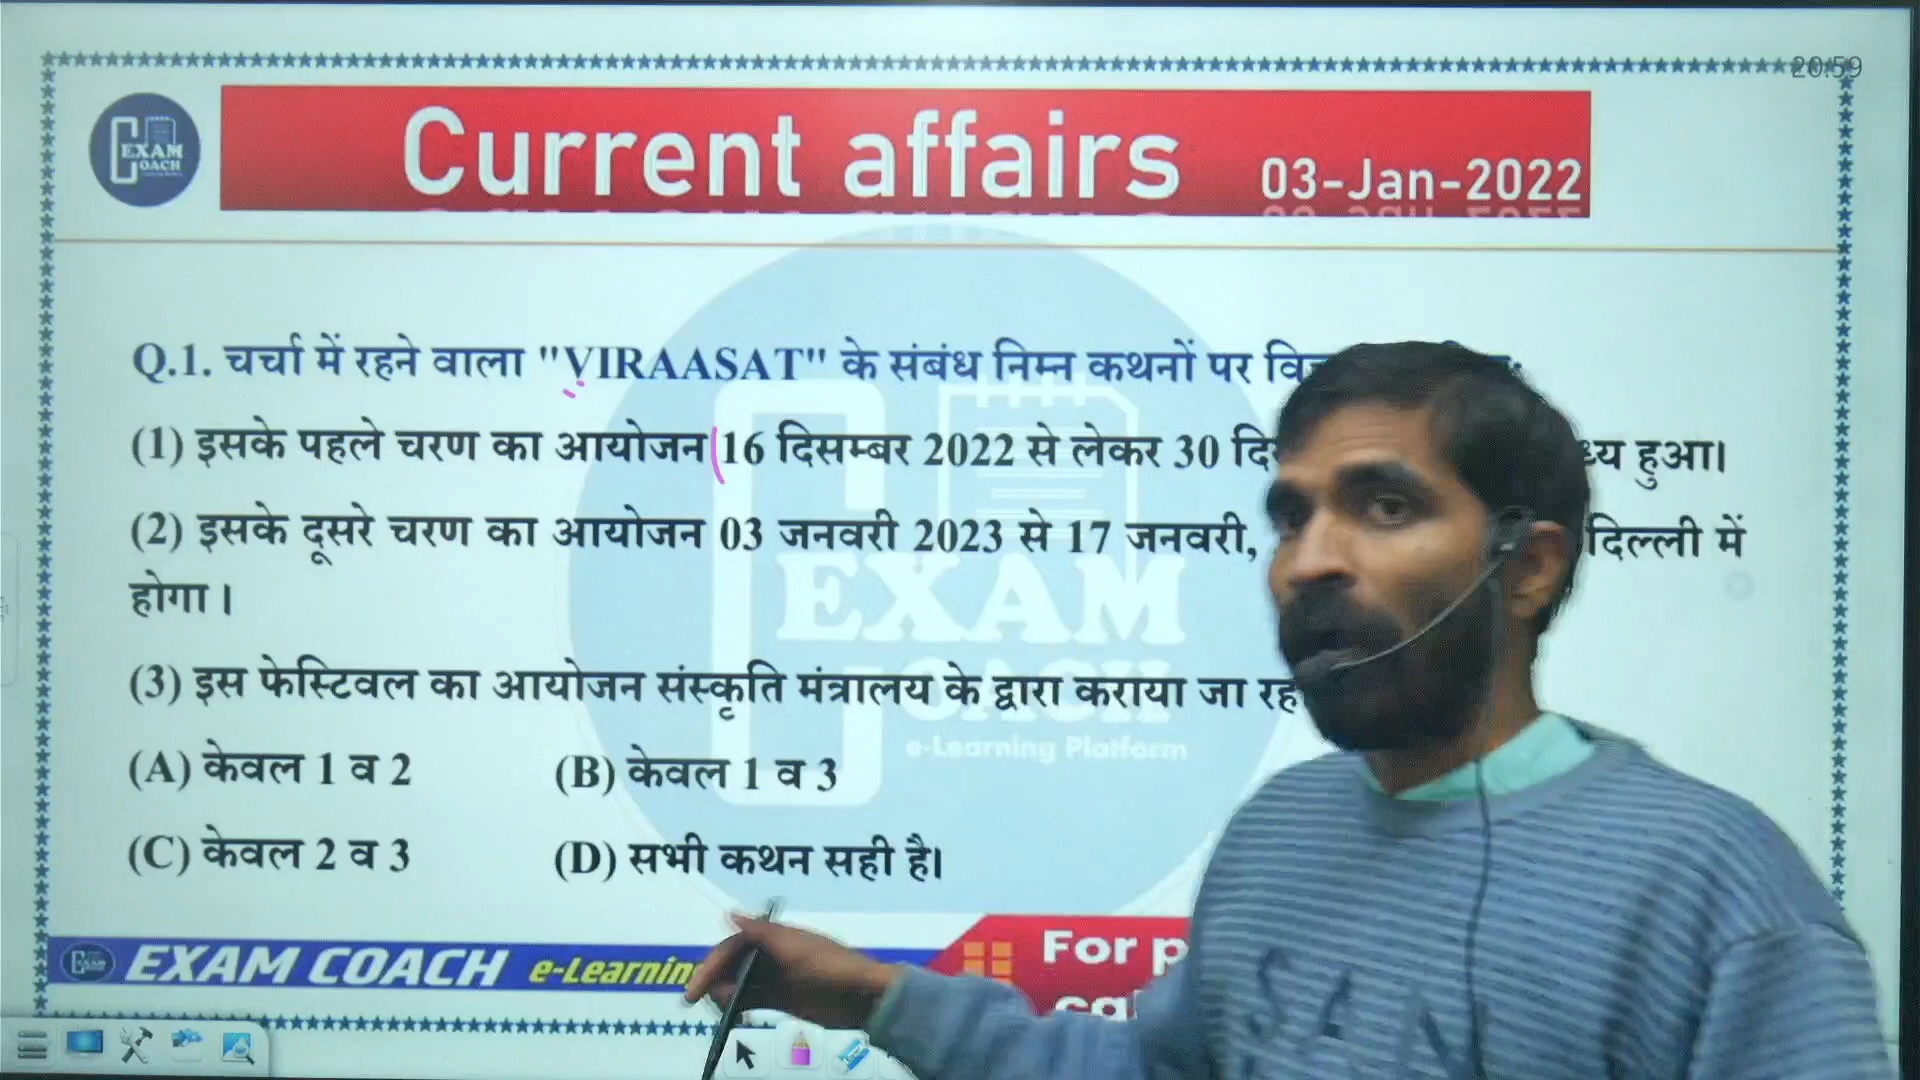 20:59
EXAM
COACH
Current affairs 03-Jan-2022
Q.1. चर्चा में रहने वाला "VIRAASAT" के संबंध निम्न कथनों पर
(1) इसके पहले चरण का आयोजन 16 दिसम्बर 2022 से लेकर 30 हुआ।
(2) इसके दूसरे चरण का आयोजन 03 जनवरी 2023 से 17 जनवरी, दिल्ली में
होगा ।
(3) इस फेस्टिवल का आयोजन संस्कृति मंत्रालय के द्वारा कराया जा
(A) केवल 1 व 2 (B) केवल 1 व 3
(C) केवल 2 व 3 (D) सभी कथन सही है।
EXAM
COACH
e-Learning Platform
EXAM COACH e-Learning
For